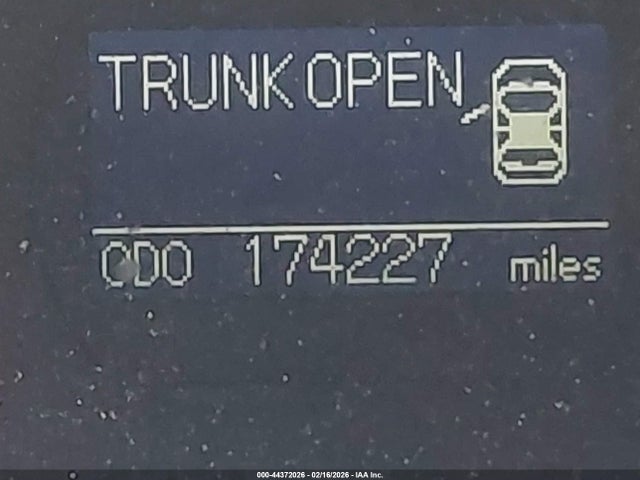 TRUNK OPEN
ODO 174227 miles
000-44372026 - 02/16/2026 - IAA Inc.